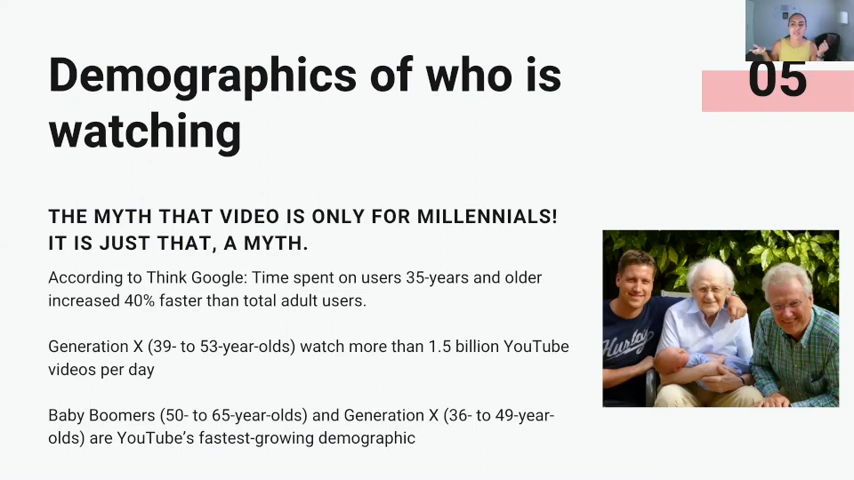 Demographics of who is
watching
05
THE MYTH THAT VIDEO IS ONLY FOR MILLENNIALS!
IT IS JUST THAT, A MYTH.
According to Think Google: Time spent on users 35-years and older
increased 40% faster than total adult users.
Generation X (39- to 53-year-olds) watch more than 1.5 billion YouTube
videos per day
Baby Boomers (50- to 65-year-olds) and Generation X (36- to 49-year-
olds) are YouTube's fastest-growing demographic
Hurley